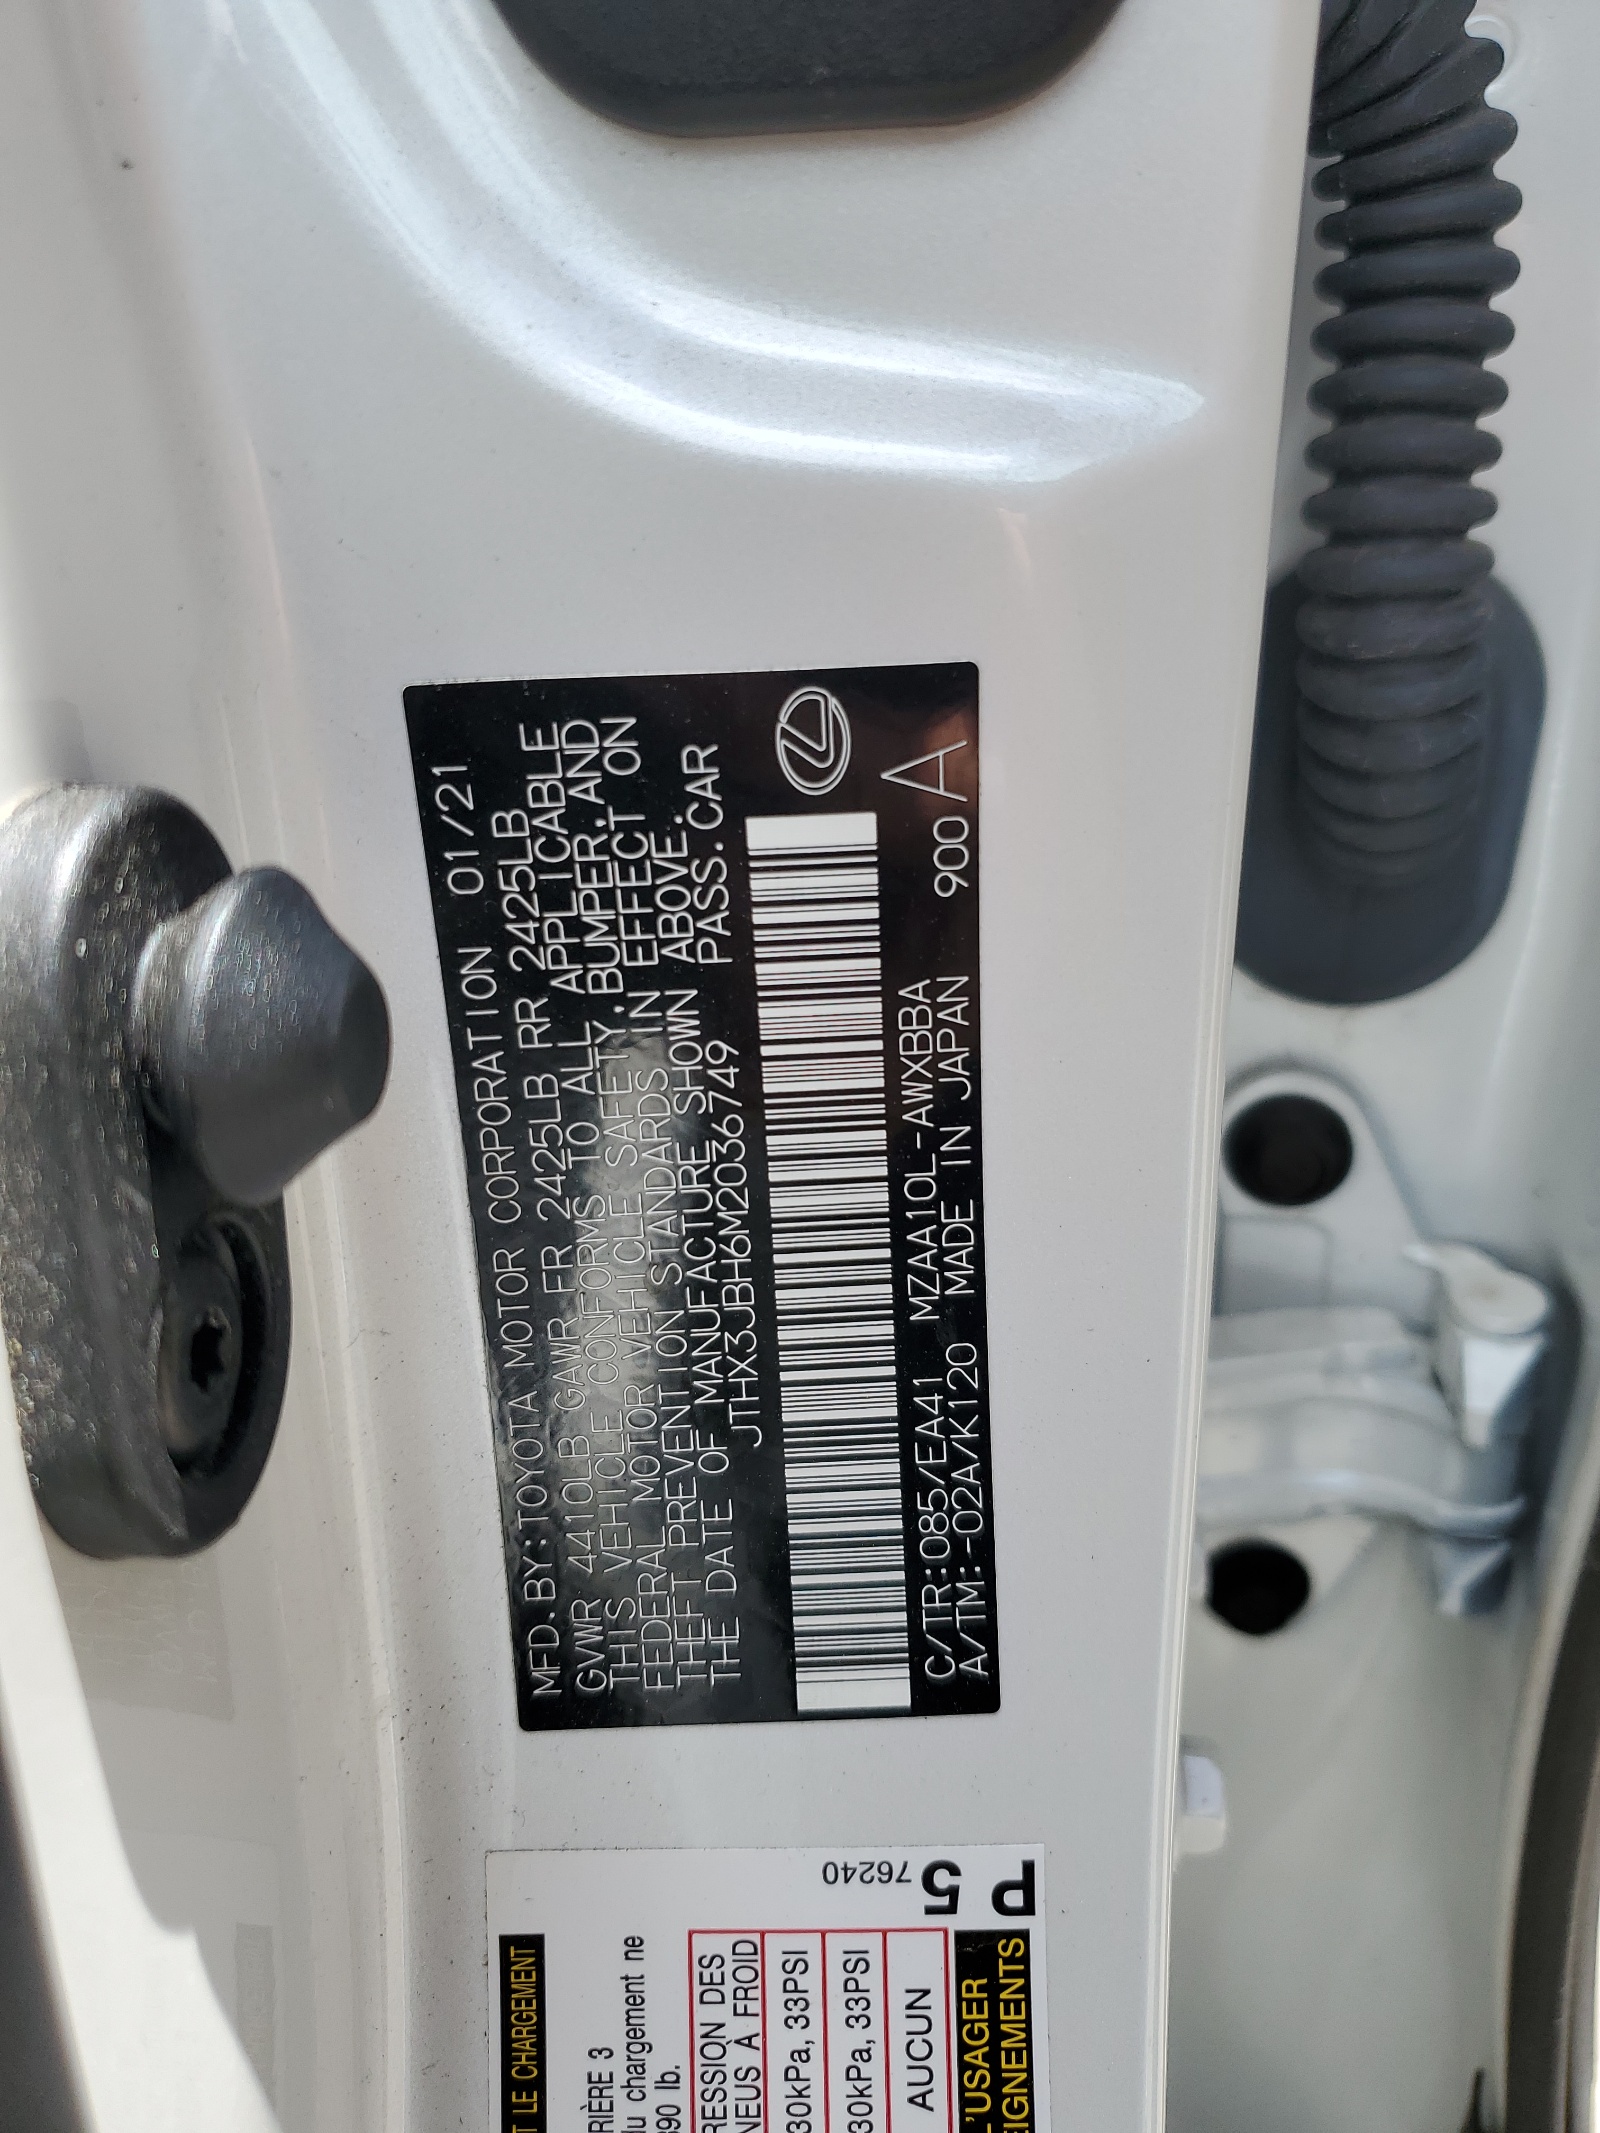 MFD.BY:TOYOTA MOTOR CORPORATION 01/21
GVWR 4410LB GAWR FR 2425LB RR 2425LB
THIS VEHICLE CONFORMS TO ALL APPLICABLE
FEDERAL MOTOR VEHICLE SAFETY, BUMPER, AND
THEFT PREVENTION STANDARDS IN EFFECT ON
THE DATE OF MANUFACTURE SHOWN ABOVE.
JTHX3JBH6M2036749 PASS.CAR
C/TR:085/EA41 MZAA10L-AWXBBA
A/TM:-02A/K120 MADE IN JAPAN 900 A
T LE CHARGEMENT
RIÈRE 3
du chargement ne
390 lb.
RESSION DES
NEUS À FROID
30kPa, 33PSI
30kPa, 33PSI
AUCUN
L'USAGER
EIGNEMENTS
76240
5
P